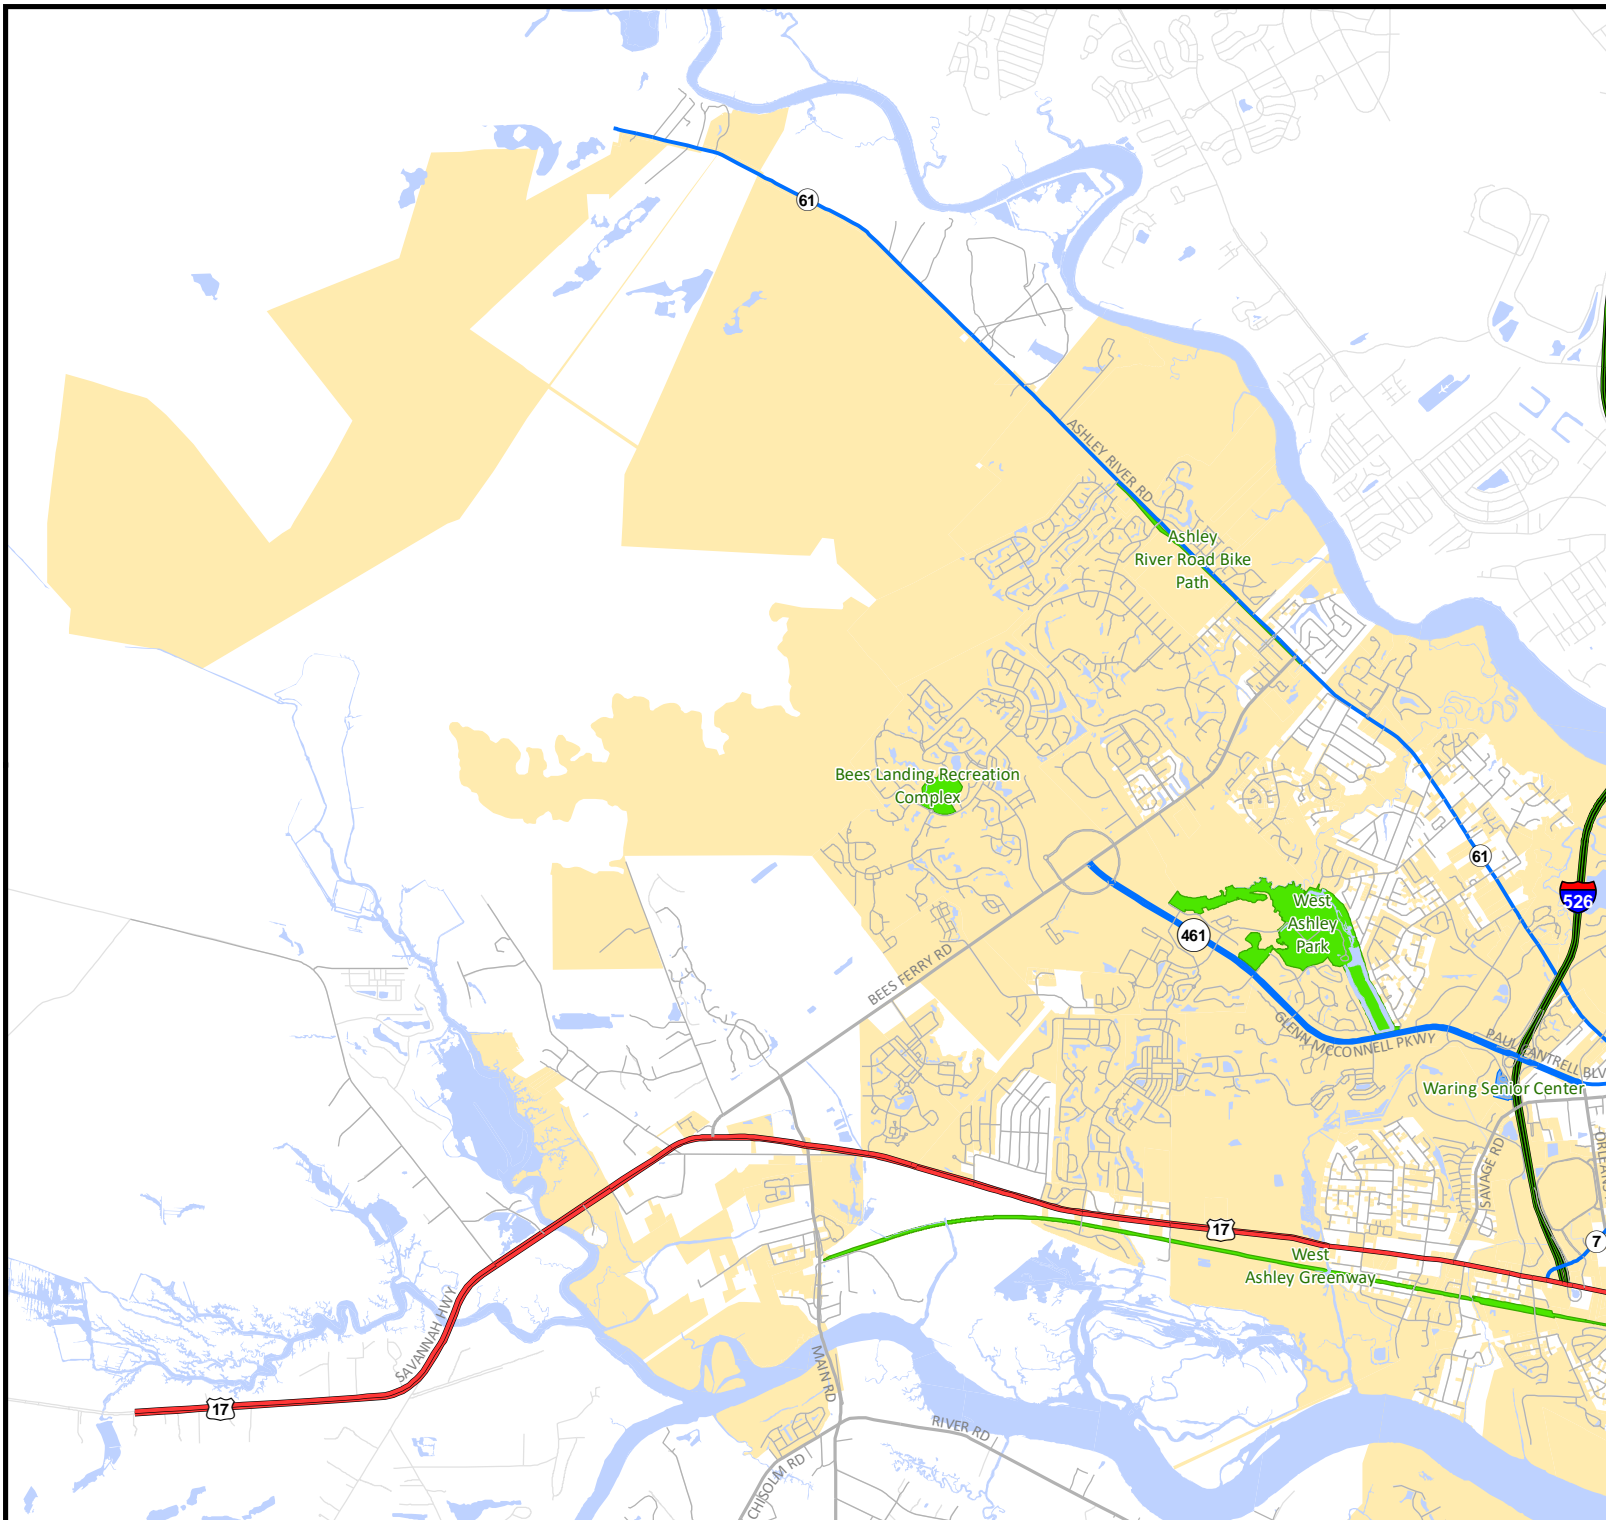 61
ASHLEY RIVER RD
Ashley
River Road Bike
Path
Bees Landing Recreation
Complex
61
526
West
Ashley
Park
461
BEES FERRY RD
GLENN MCCONNELL PKWY
PAUL CANTRELL BLV
Waring Senior Center
ORLEANS
SAVAGE RD
17
7
West
Ashley Greenway
SAVANNAH HWY
MAIN RD
17
RIVER RD
CHISOLM RD